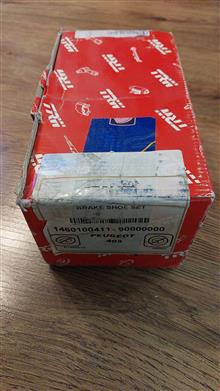 TRW
TRW
TRW
TRW
TRW
BRAKE SHOE SET
1460100411-90000000
PEUGEOT
405